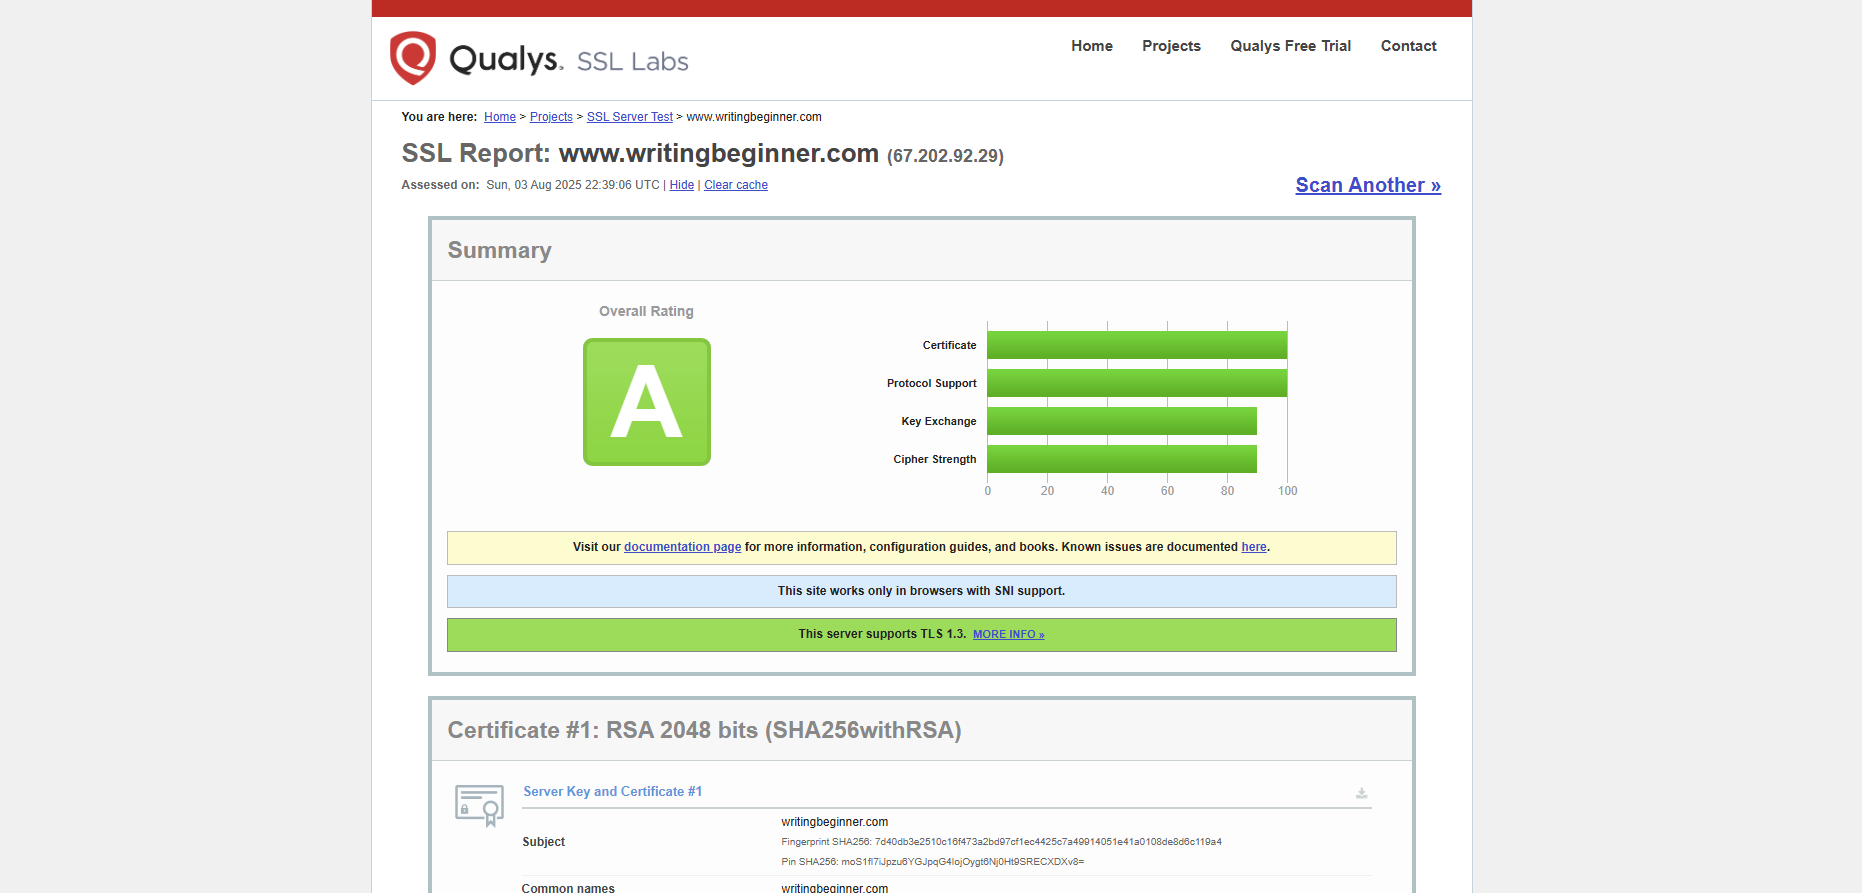 Qualys. SSL Labs
Home Projects Qualys Free Trial Contact
You are here: Home > Projects > SSL Server Test > www.writingbeginner.com
SSL Report: www.writingbeginner.com (67.202.92.29)
Assessed on: Sun, 03 Aug 2025 22:39:06 UTC | Hide | Clear cache
Scan Another »
Summary
Overall Rating
A
Certificate
Protocol Support
Key Exchange
Cipher Strength
0 20 40 60 80 100
Visit our documentation page for more information, configuration guides, and books. Known issues are documented here.
This site works only in browsers with SNI support.
This server supports TLS 1.3. MORE INFO »
Certificate #1: RSA 2048 bits (SHA256withRSA)
Server Key and Certificate #1
Subject
writingbeginner.com
Fingerprint SHA256: 7d40db3e2510c16f473a2bd97cf1ec4425c7a49914051e41a0108de8d6c119a4
Pin SHA256: moS1fl7iJpzu6YGJpqG4lojOygt6Nj0Ht9SRECXDXv8=
Common names writingbeginner.com